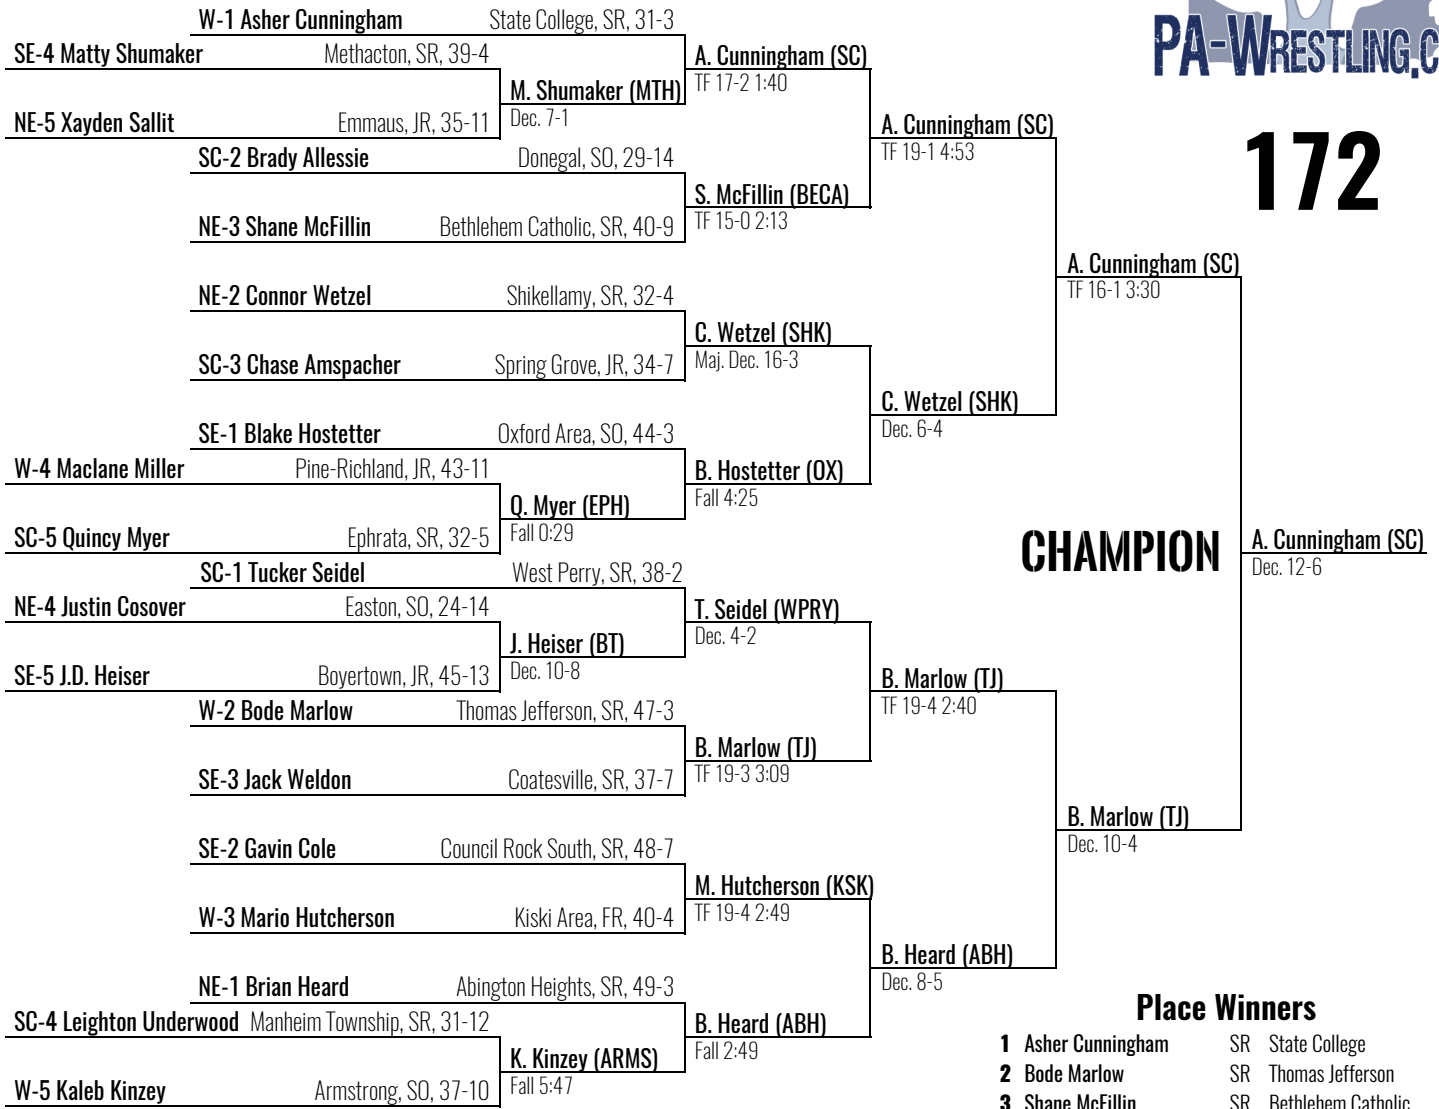 W-1 Asher Cunningham State College, SR, 31-3
SE-4 Matty Shumaker Methacton, SR, 39-4
A. Cunningham (SC)
TF 17-2 1:40
PA-WRESTLING.C
M. Shumaker (MTH)
Dec. 7-1
NE-5 Xayden Sallit Emmaus, JR, 35-11
A. Cunningham (SC)
TF 19-1 4:53
172
SC-2 Brady Allessie Donegal, SO, 29-14
S. McFillin (BECA)
TF 15-0 2:13
NE-3 Shane McFillin Bethlehem Catholic, SR, 40-9
A. Cunningham (SC)
TF 16-1 3:30
NE-2 Connor Wetzel Shikellamy, SR, 32-4
C. Wetzel (SHK)
Maj. Dec. 16-3
SC-3 Chase Amspacher Spring Grove, JR, 34-7
C. Wetzel (SHK)
Dec. 6-4
SE-1 Blake Hostetter Oxford Area, SO, 44-3
W-4 Maclane Miller Pine-Richland, JR, 43-11
B. Hostetter (OX)
Fall 4:25
Q. Myer (EPH)
Fall 0:29
SC-5 Quincy Myer Ephrata, SR, 32-5
CHAMPION
A. Cunningham (SC)
Dec. 12-6
SC-1 Tucker Seidel West Perry, SR, 38-2
NE-4 Justin Cosover Easton, SO, 24-14
T. Seidel (WPRY)
Dec. 4-2
J. Heiser (BT)
Dec. 10-8
SE-5 J.D. Heiser Boyertown, JR, 45-13
B. Marlow (TJ)
TF 19-4 2:40
W-2 Bode Marlow Thomas Jefferson, SR, 47-3
B. Marlow (TJ)
TF 19-3 3:09
SE-3 Jack Weldon Coatesville, SR, 37-7
B. Marlow (TJ)
Dec. 10-4
SE-2 Gavin Cole Council Rock South, SR, 48-7
M. Hutcherson (KSK)
TF 19-4 2:49
W-3 Mario Hutcherson Kiski Area, FR, 40-4
B. Heard (ABH)
Dec. 8-5
NE-1 Brian Heard Abington Heights, SR, 49-3
SC-4 Leighton Underwood Manheim Township, SR, 31-12
B. Heard (ABH)
Fall 2:49
K. Kinzey (ARMS)
Fall 5:47
W-5 Kaleb Kinzey Armstrong, SO, 37-10
Place Winners
1 Asher Cunningham SR State College
2 Bode Marlow SR Thomas Jefferson
3 Shane McFillin SR Bethlehem Catholic